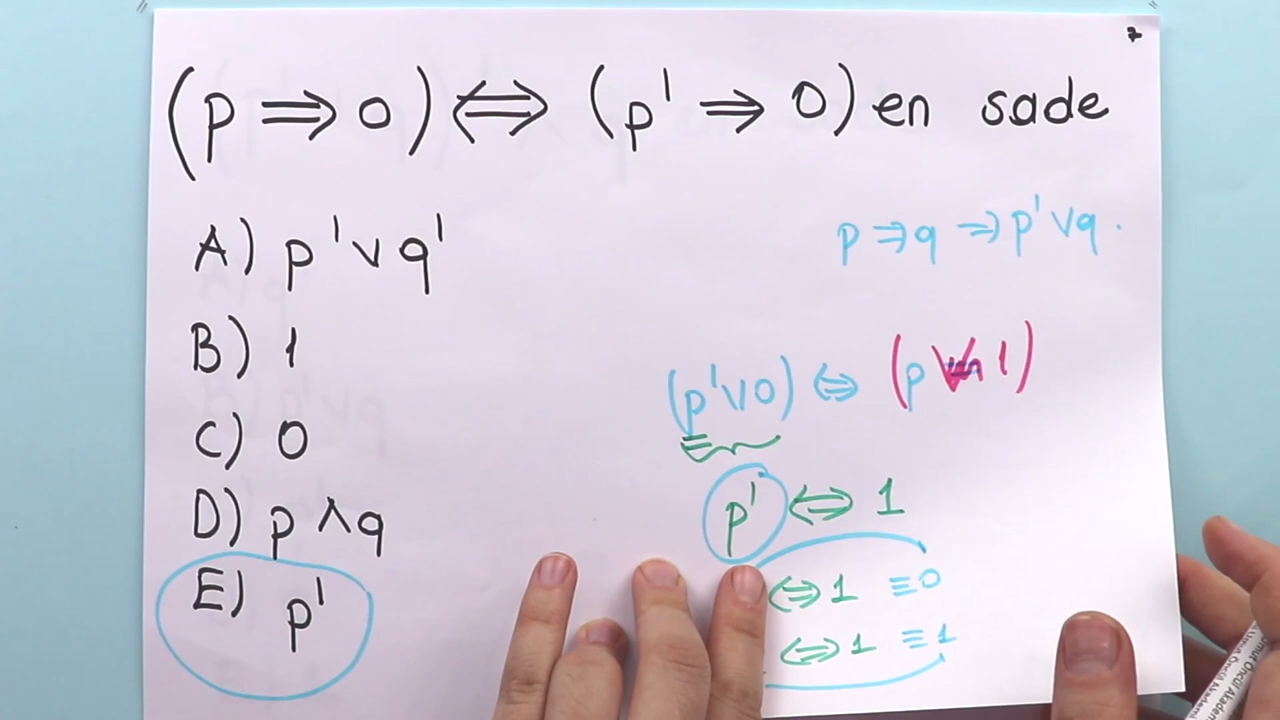 (p ⇒ 0) ⇔ (p' ⇒ 0) en sade
A) p' ∨ q'
B) 1
C) 0
D) p ∧ q
E) p'
p ⇒ q ⇒ p' ∨ q.
(p' ∨ 0) ⇔ (p ∨ 1)
p' ⇔ 1
⇔ 1 ≡ 0
⇔ 1 ≡ 1